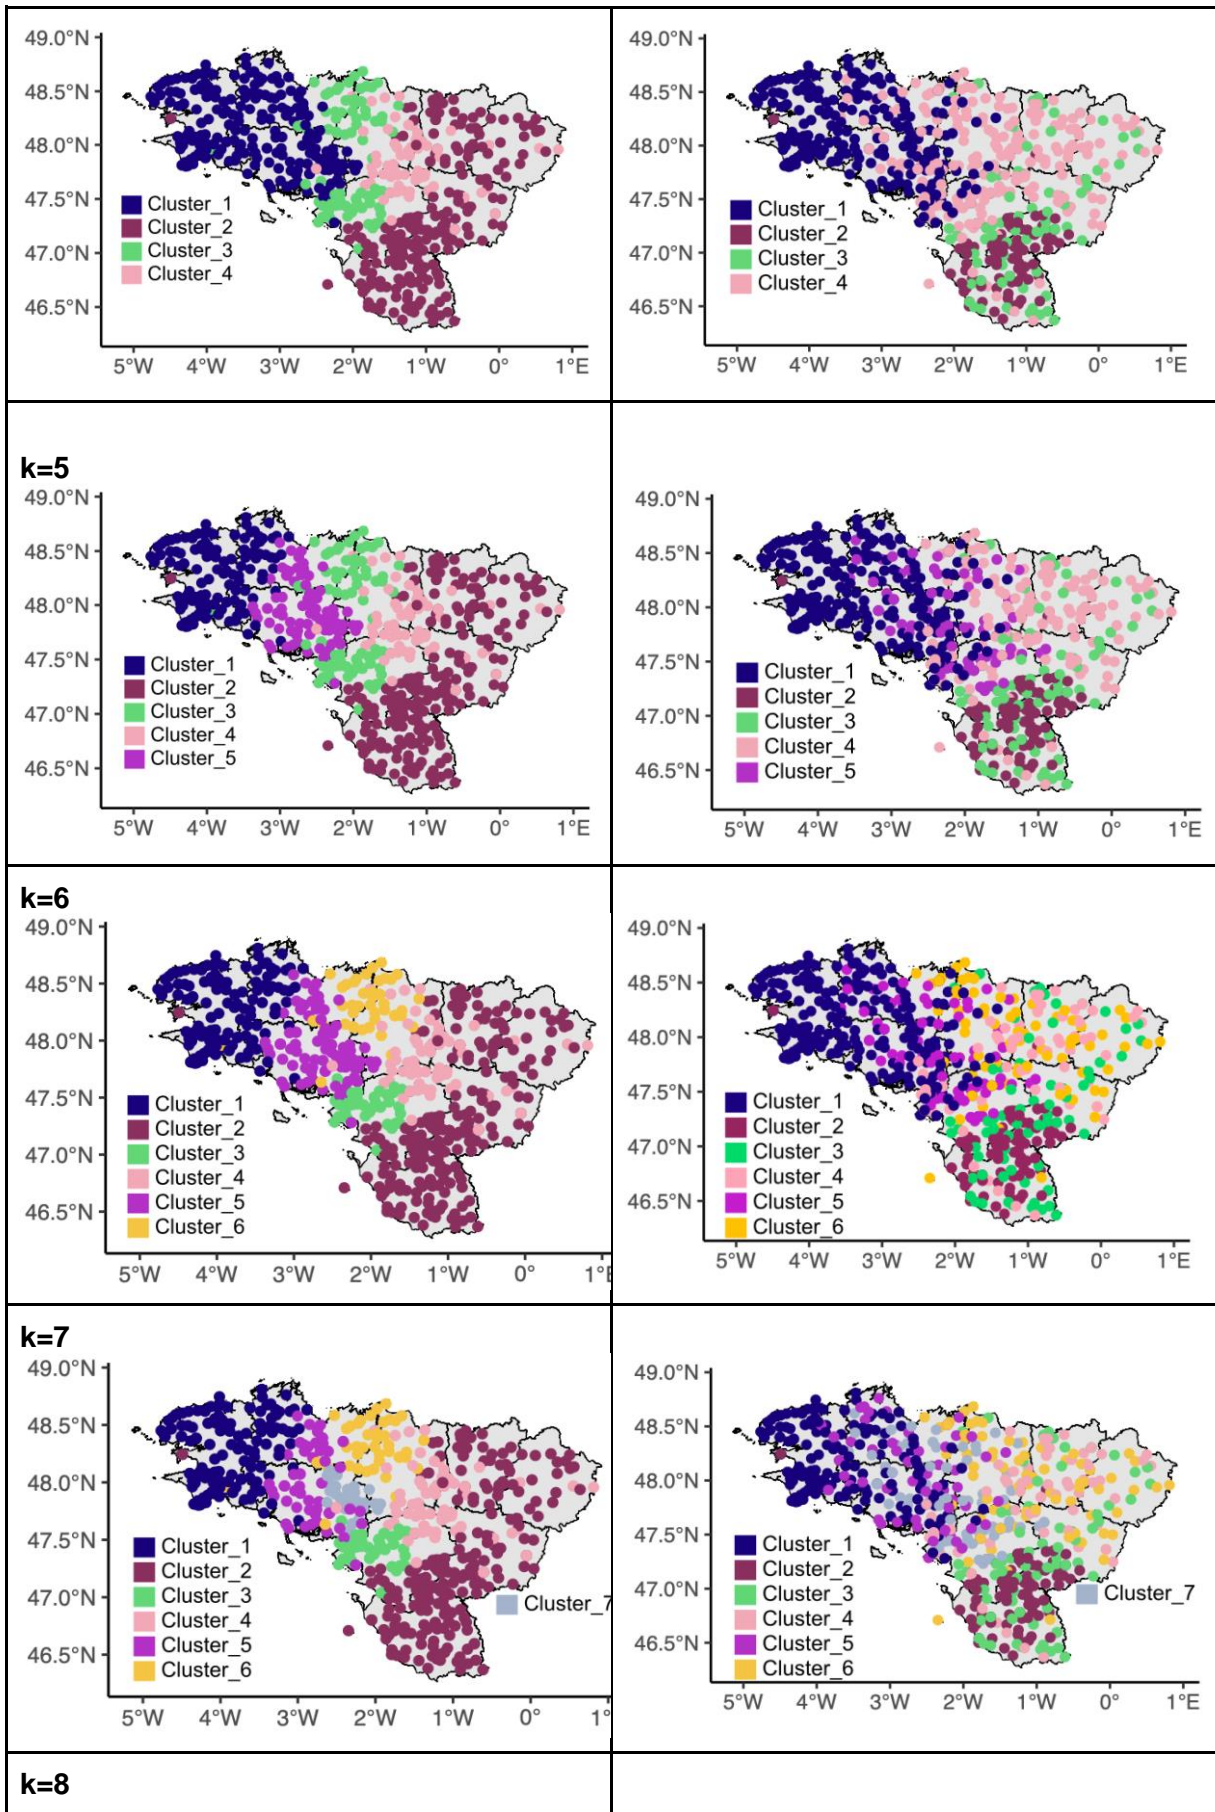 49.0°N
48.5°N
48.0°N
47.5°N
47.0°N
46.5°N
Cluster_1
Cluster_2
Cluster_3
Cluster_4
5°W 4°W 3°W 2°W 1°W 0° 1°E
49.0°N
48.5°N
48.0°N
47.5°N
47.0°N
46.5°N
Cluster_1
Cluster_2
Cluster_3
Cluster_4
5°W 4°W 3°W 2°W 1°W 0° 1°E
k=5
49.0°N
48.5°N
48.0°N
47.5°N
47.0°N
46.5°N
Cluster_1
Cluster_2
Cluster_3
Cluster_4
Cluster_5
5°W 4°W 3°W 2°W 1°W 0° 1°E
49.0°N
48.5°N
48.0°N
47.5°N
47.0°N
46.5°N
Cluster_1
Cluster_2
Cluster_3
Cluster_4
Cluster_5
5°W 4°W 3°W 2°W 1°W 0° 1°E
k=6
49.0°N
48.5°N
48.0°N
47.5°N
47.0°N
46.5°N
Cluster_1
Cluster_2
Cluster_3
Cluster_4
Cluster_5
Cluster_6
5°W 4°W 3°W 2°W 1°W 0° 1°E
49.0°N
48.5°N
48.0°N
47.5°N
47.0°N
46.5°N
Cluster_1
Cluster_2
Cluster_3
Cluster_4
Cluster_5
Cluster_6
5°W 4°W 3°W 2°W 1°W 0° 1°E
k=7
49.0°N
48.5°N
48.0°N
47.5°N
47.0°N
46.5°N
Cluster_1
Cluster_2
Cluster_3
Cluster_4
Cluster_5
Cluster_6
Cluster_7
5°W 4°W 3°W 2°W 1°W 0° 1°
49.0°N
48.5°N
48.0°N
47.5°N
47.0°N
46.5°N
Cluster_1
Cluster_2
Cluster_3
Cluster_4
Cluster_5
Cluster_6
Cluster_7
5°W 4°W 3°W 2°W 1°W 0° 1°E
k=8